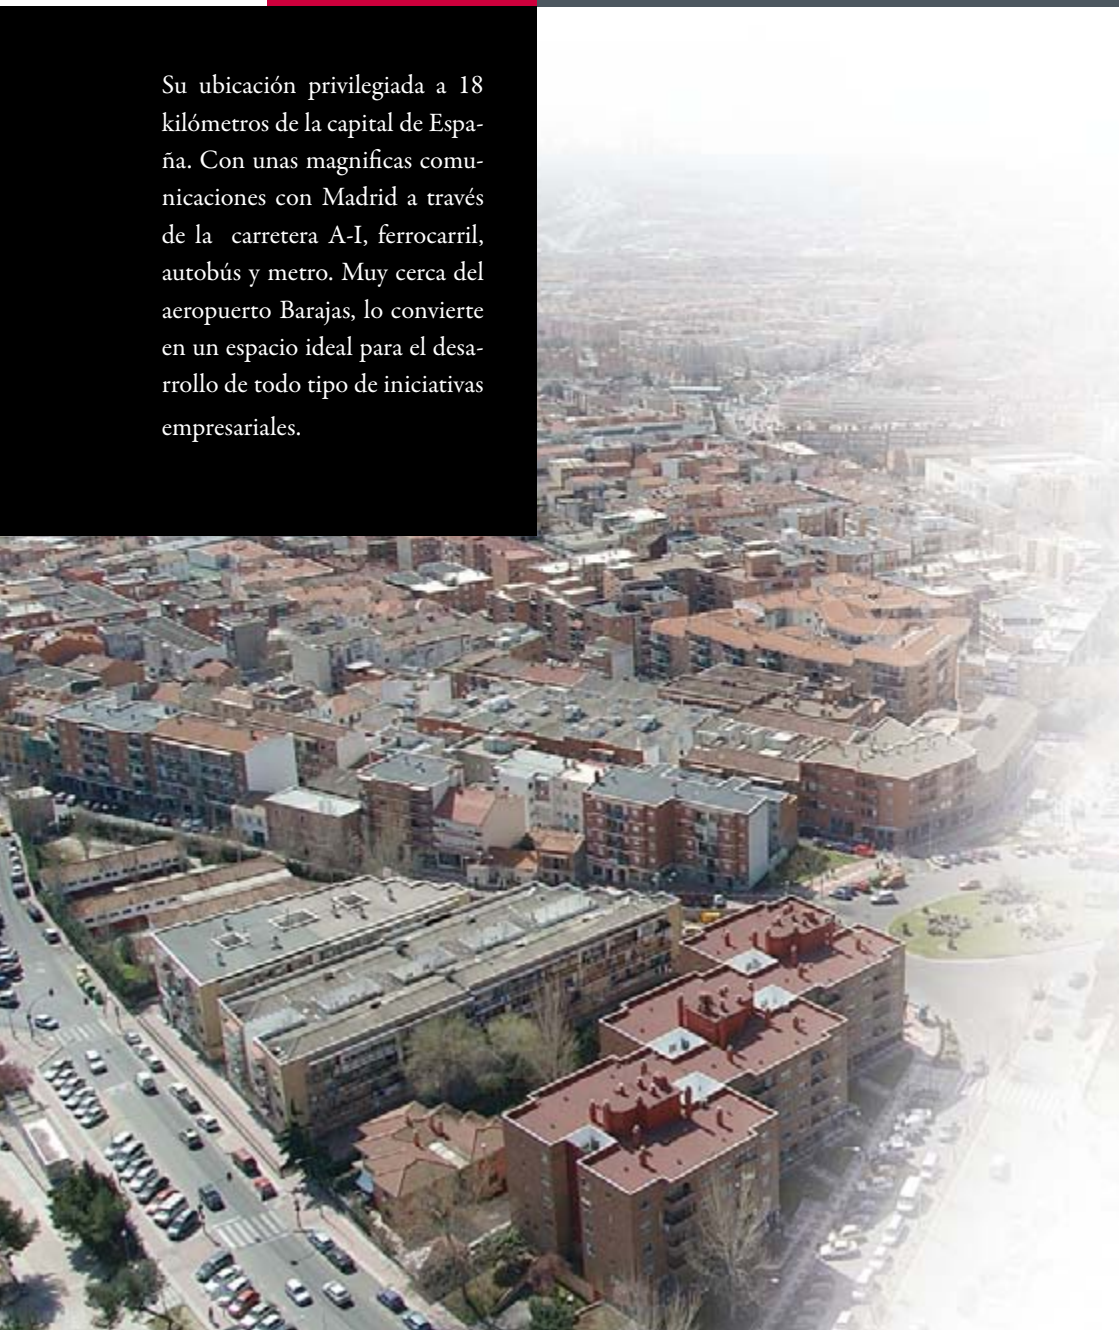 Su ubicación privilegiada a 18
kilómetros de la capital de Espa-
ña. Con unas magnificas comu-
nicaciones con Madrid a través
de la carretera A-I, ferrocarril,
autobús y metro. Muy cerca del
aeropuerto Barajas, lo convierte
en un espacio ideal para el desa-
rrollo de todo tipo de iniciativas
empresariales.